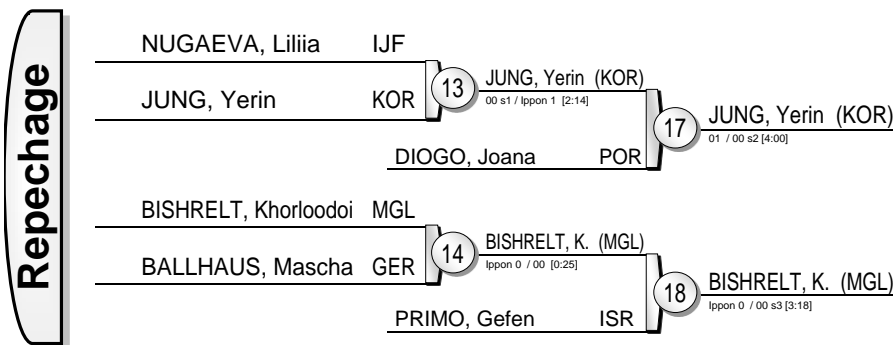 Repechage
NUGAEVA, Liliia IJF
JUNG, Yerin KOR
13
JUNG, Yerin (KOR)
00 s1 / Ippon 1 [2:14]
DIOGO, Joana POR
17
JUNG, Yerin (KOR)
01 / 00 s2 [4:00]
BISHRELT, Khorloodoi MGL
BALLHAUS, Mascha GER
14
BISHRELT, K. (MGL)
Ippon 0 / 00 [0:25]
PRIMO, Gefen ISR
18
BISHRELT, K. (MGL)
Ippon 0 / 00 s3 [3:18]